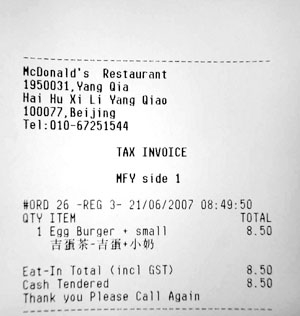 McDonald's Restaurant
1950031,Yang Qia
Hai Hu Xi Li Yang Qiao
100077,Beijing
Tel:010-67251544
TAX INVOICE
MFY side 1
#ORD 26 -REG 3- 21/06/2007 08:49:50
QTY ITEM TOTAL
1 Egg Burger + small 8.50
吉蛋茶-吉蛋+小奶
Eat-In Total (incl GST) 8.50
Cash Tendered 8.50
Thank you Please Call Again